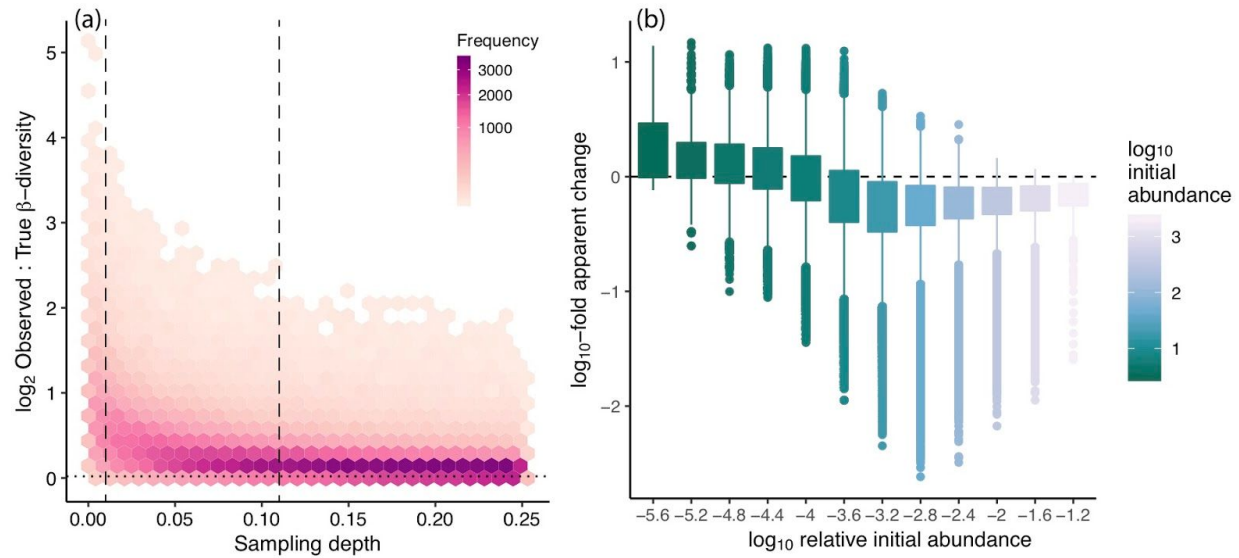 (a)
Frequency
3000
2000
1000
5
4
3
2
1
0
log₂ Observed : True β−diversity
0.00 0.05 0.10 0.15 0.20 0.25
Sampling depth
(b)
1
0
−1
−2
log₁₀−fold apparent change
−5.6 −5.2 −4.8 −4.4 −4 −3.6 −3.2 −2.8 −2.4 −2 −1.6 −1.2
log₁₀ relative initial abundance
log₁₀
initial
abundance
3
2
1